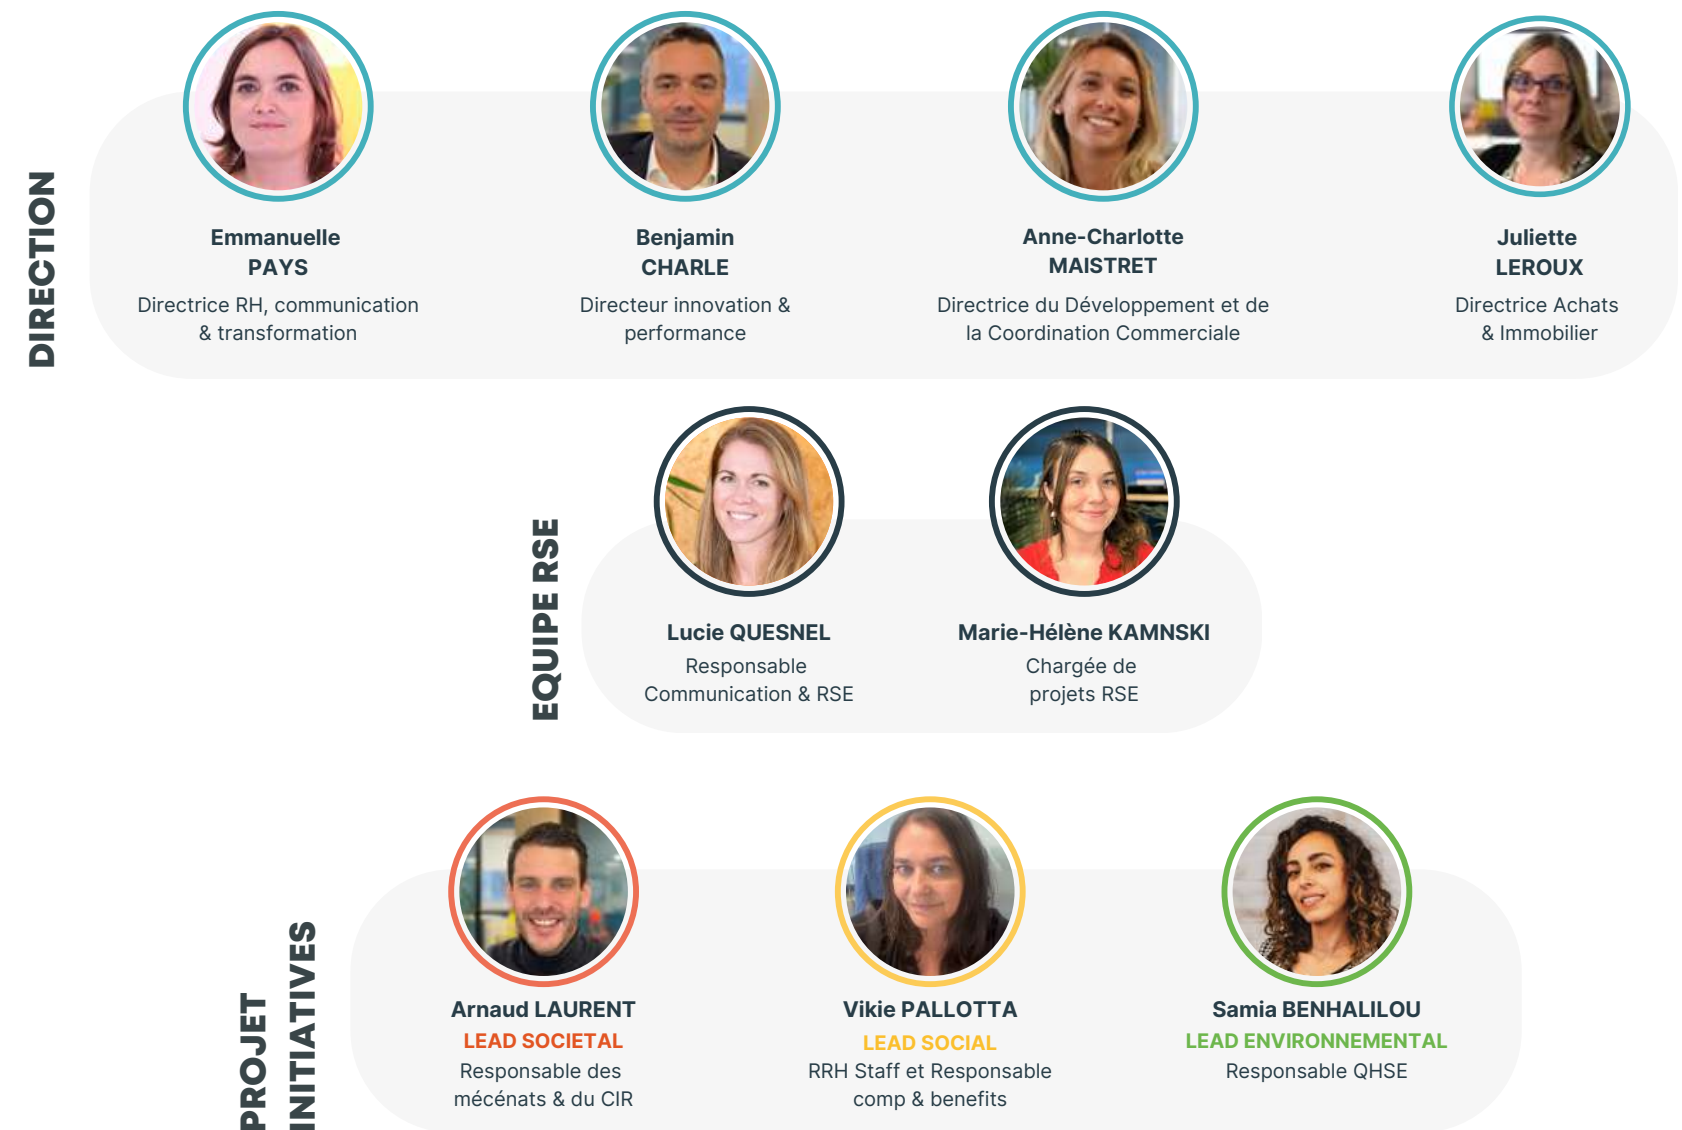 DIRECTION
Emmanuelle
PAYS
Directrice RH, communication
& transformation
Benjamin
CHARLE
Directeur innovation &
performance
Anne-Charlotte
MAISTRET
Directrice du Développement et de
la Coordination Commerciale
Juliette
LEROUX
Directrice Achats
& Immobilier
EQUIPE RSE
Lucie QUESNEL
Responsable
Communication & RSE
Marie-Hélène KAMNSKI
Chargée de
projets RSE
PROJET
INITIATIVES
Arnaud LAURENT
LEAD SOCIETAL
Responsable des
mécénats & du CIR
Vikie PALLOTTA
LEAD SOCIAL
RRH Staff et Responsable
comp & benefits
Samia BENHALILOU
LEAD ENVIRONNEMENTAL
Responsable QHSE